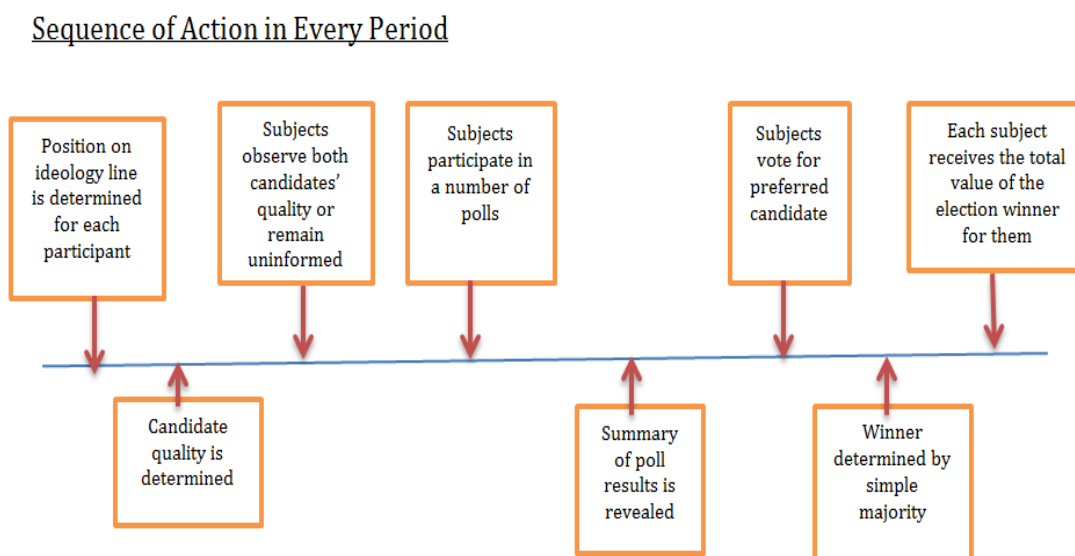 Sequence of Action in Every Period
Position on
ideology line
is determined
for each
participant
Subjects
observe both
candidates'
quality or
remain
uninformed
Subjects
participate in
a number of
polls
Subjects
vote for
preferred
candidate
Each subject
receives the total
value of the
election winner
for them
Candidate
quality is
determined
Summary
of poll
results is
revealed
Winner
determined by
simple
majority